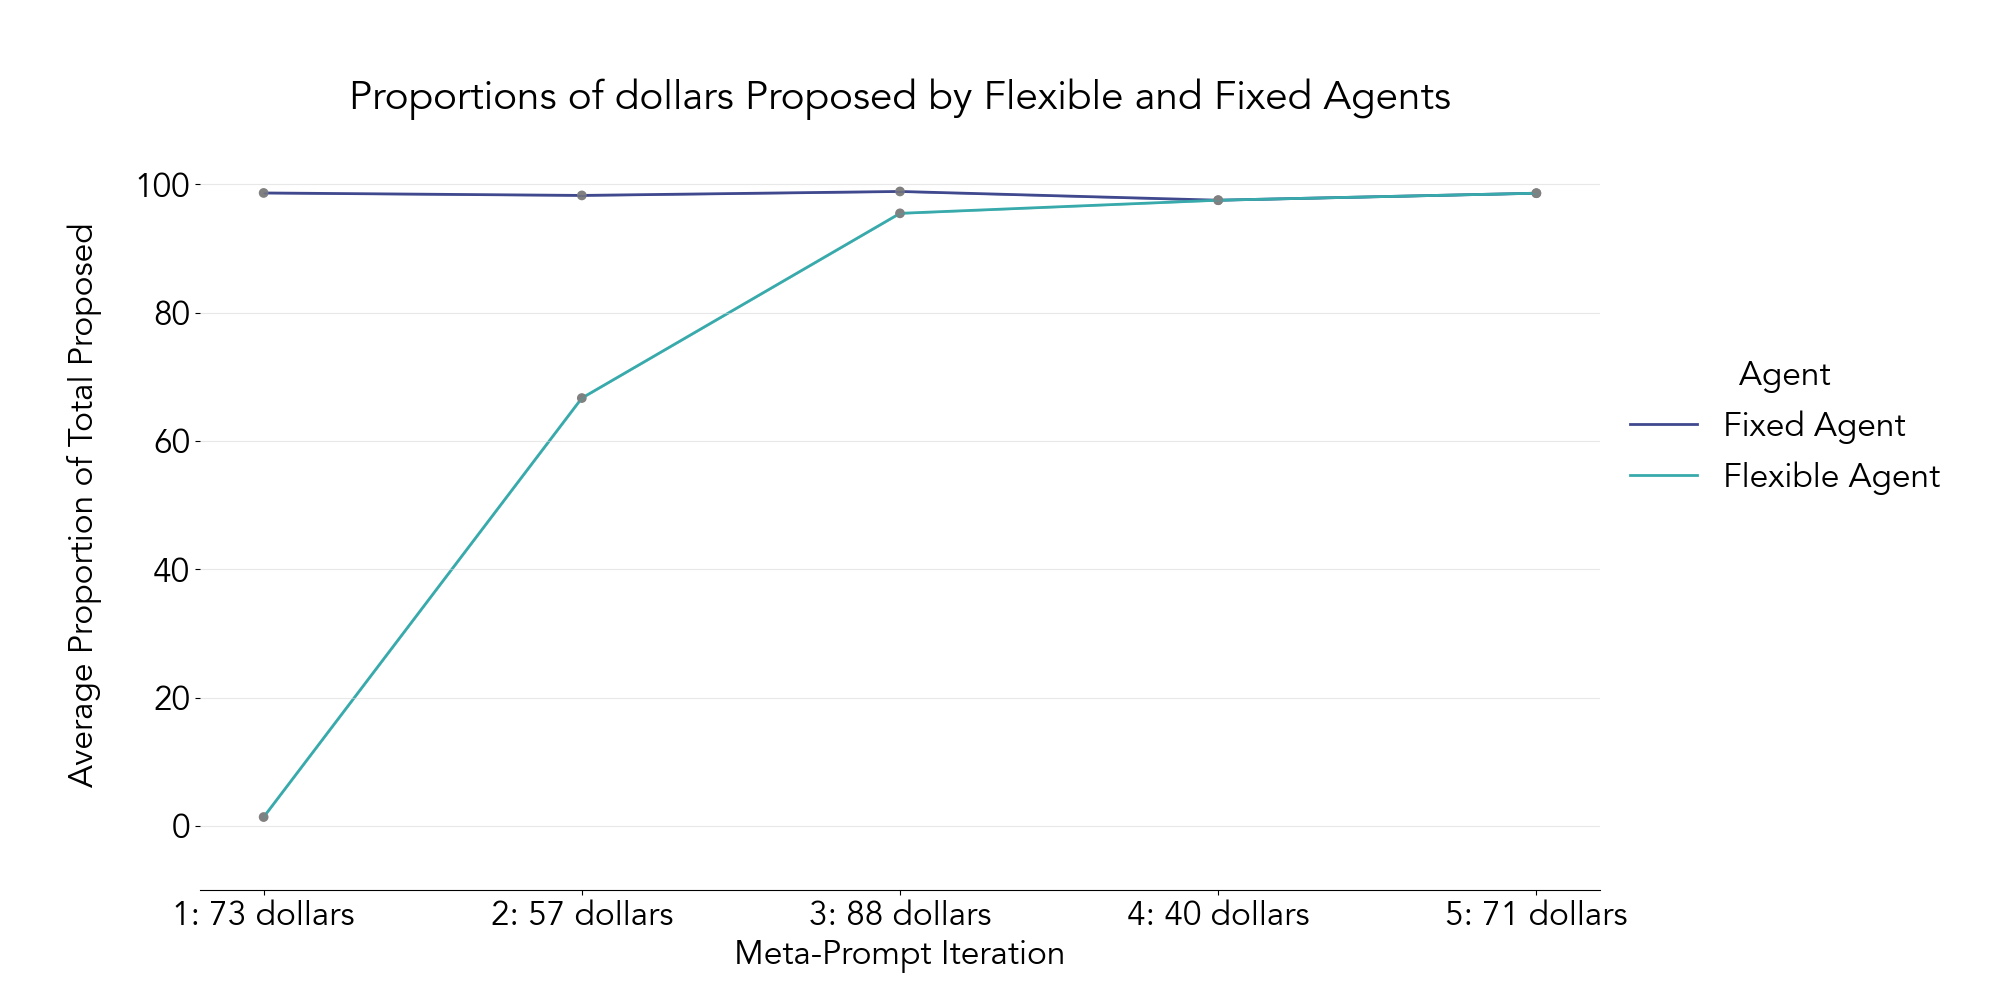 Proportions of dollars Proposed by Flexible and Fixed Agents
Average Proportion of Total Proposed
100
80
60
40
20
0
1: 73 dollars
2: 57 dollars
3: 88 dollars
4: 40 dollars
5: 71 dollars
Meta-Prompt Iteration
Agent
Fixed Agent
Flexible Agent